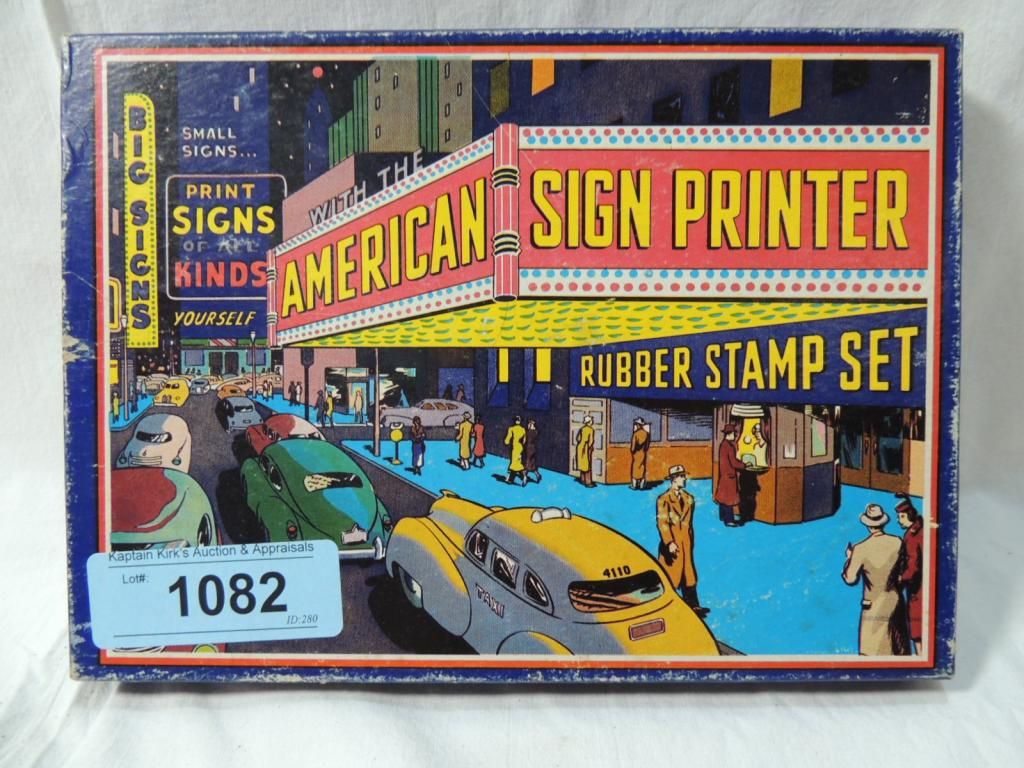 BIG SIGNS
SMALL
SIGNS...
PRINT
SIGNS
OF ALL
KINDS
YOURSELF
WITH THE
AMERICAN
SIGN PRINTER
RUBBER STAMP SET
TAXI
4110
Kaptain Kirk's Auction & Appraisals
Lot#: 1082
ID:280